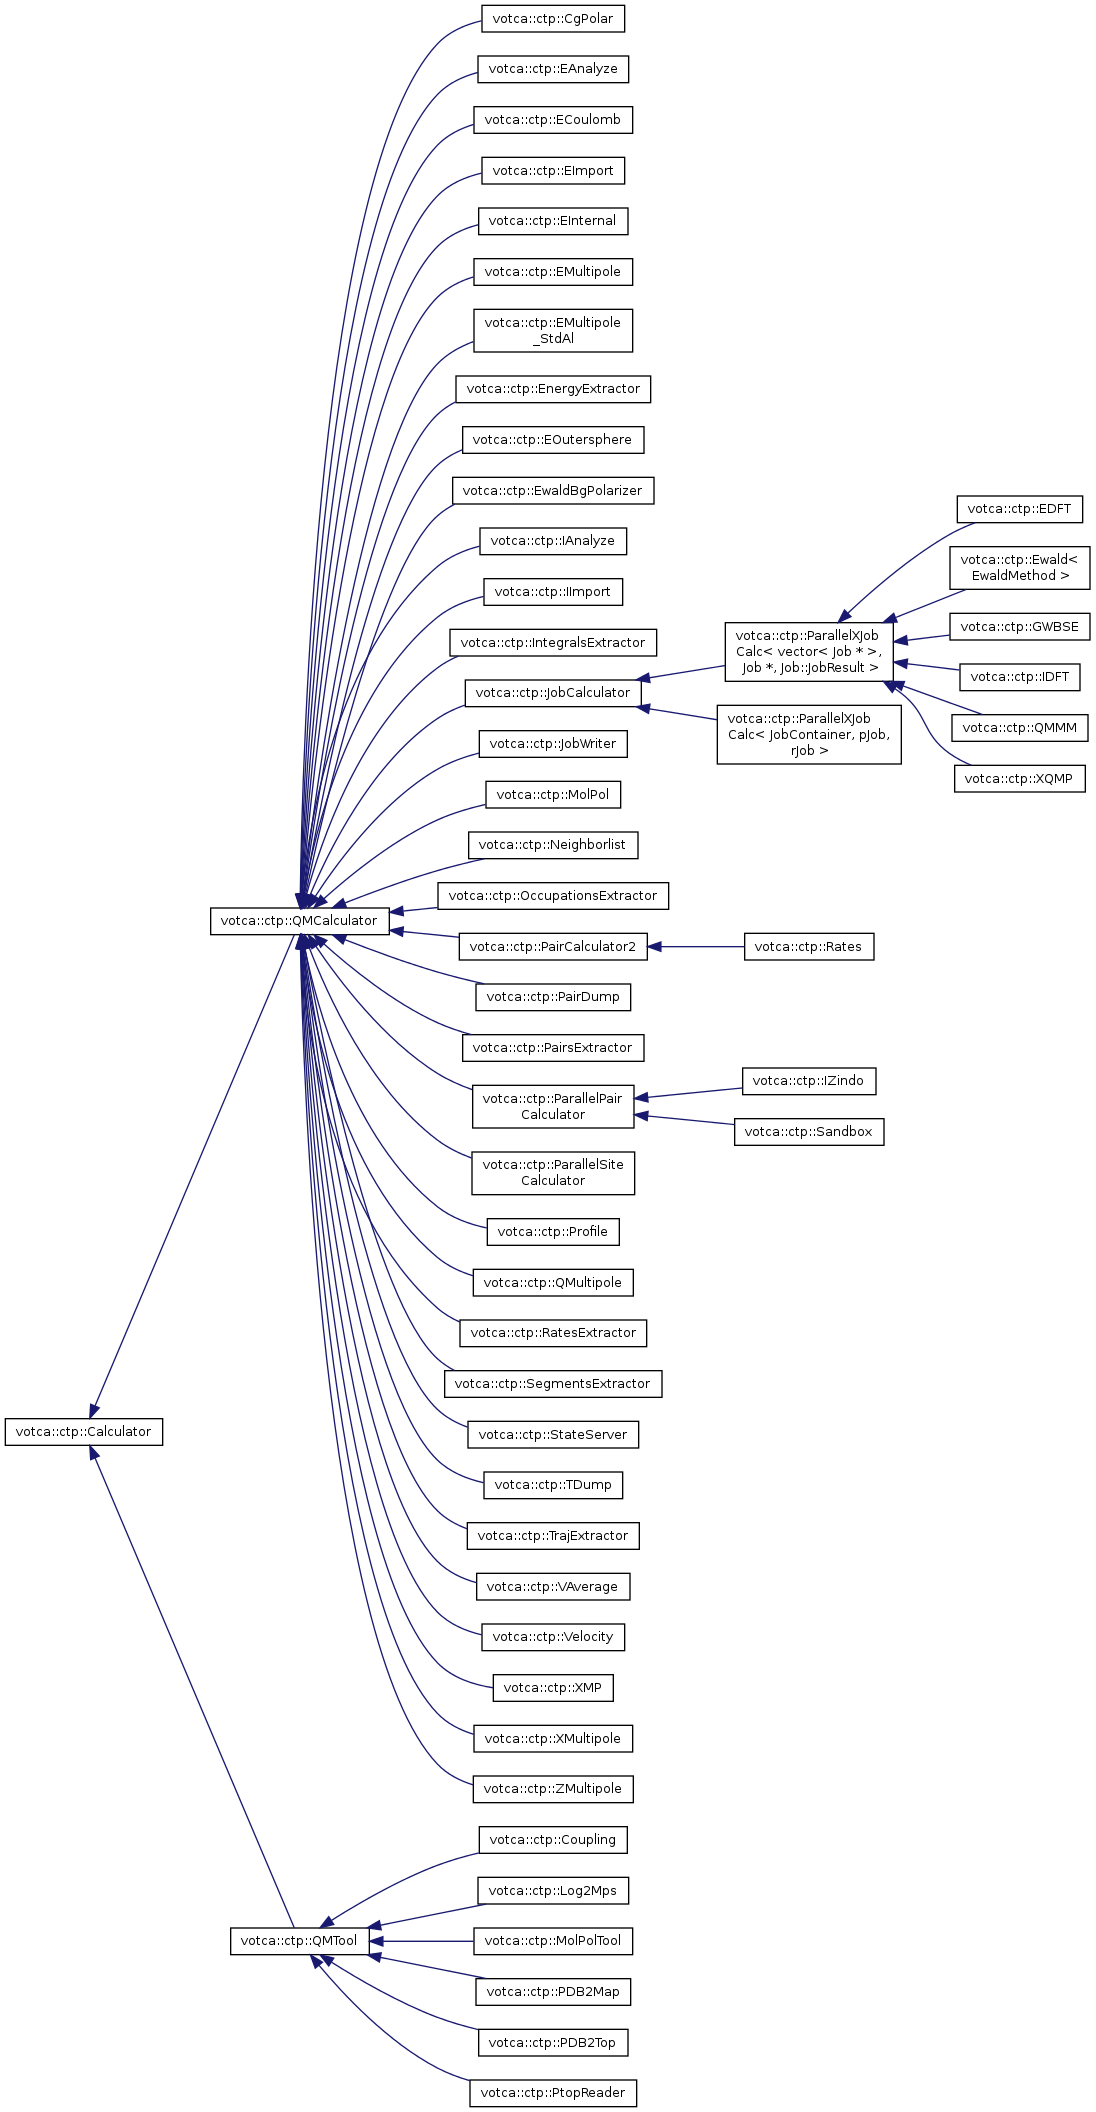 votca::ctp::CgPolar
votca::ctp::EAnalyze
votca::ctp::ECoulomb
votca::ctp::EImport
votca::ctp::EInternal
votca::ctp::EMultipole
votca::ctp::EMultipole
_StdAl
votca::ctp::EnergyExtractor
votca::ctp::EOutersphere
votca::ctp::EwaldBgPolarizer
votca::ctp::IAnalyze
votca::ctp::IImport
votca::ctp::IntegralsExtractor
votca::ctp::JobCalculator
votca::ctp::ParallelXJob
Calc< vector< Job * >,
Job *, Job::JobResult >
votca::ctp::EDFT
votca::ctp::Ewald<
EwaldMethod >
votca::ctp::GWBSE
votca::ctp::IDFT
votca::ctp::QMMM
votca::ctp::XQMP
votca::ctp::ParallelXJob
Calc< JobContainer, pJob,
rJob >
votca::ctp::JobWriter
votca::ctp::MolPol
votca::ctp::Neighborlist
votca::ctp::OccupationsExtractor
votca::ctp::QMCalculator
votca::ctp::PairCalculator2
votca::ctp::Rates
votca::ctp::PairDump
votca::ctp::PairsExtractor
votca::ctp::ParallelPair
Calculator
votca::ctp::IZindo
votca::ctp::Sandbox
votca::ctp::ParallelSite
Calculator
votca::ctp::Profile
votca::ctp::QMultipole
votca::ctp::RatesExtractor
votca::ctp::SegmentsExtractor
votca::ctp::Calculator
votca::ctp::StateServer
votca::ctp::TDump
votca::ctp::TrajExtractor
votca::ctp::VAverage
votca::ctp::Velocity
votca::ctp::XMP
votca::ctp::XMultipole
votca::ctp::ZMultipole
votca::ctp::Coupling
votca::ctp::Log2Mps
votca::ctp::QMTool
votca::ctp::MolPolTool
votca::ctp::PDB2Map
votca::ctp::PDB2Top
votca::ctp::PtopReader